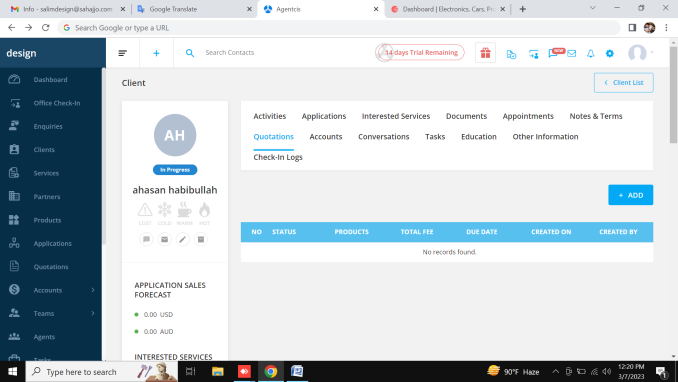 Info - salimdesign@sahajjo.com
Google Translate
Agentcis
Dashboard | Electronics, Cars, Pro
Search Google or type a URL
design
Search Contacts
14 days Trial Remaining
NEW
Dashboard
Office Check-In
Enquiries
Clients
Services
Partners
Products
Applications
Quotations
Accounts
Teams
Agents
Tasks
Client
Client List
AH
In Progress
ahasan habibullah
LOST COLD WARM HOT
APPLICATION SALES
FORECAST
0.00 USD
0.00 AUD
INTERESTED SERVICES
Activities Applications Interested Services Documents Appointments Notes & Terms
Quotations Accounts Conversations Tasks Education Other Information
Check-In Logs
+ ADD
NO STATUS PRODUCTS TOTAL FEE DUE DATE CREATED ON CREATED BY
No records found.
Type here to search
90°F Haze
12:20 PM
3/7/2023